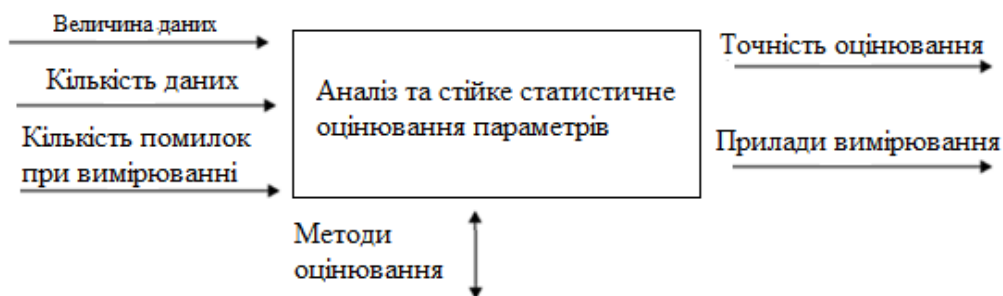 Величина даних
Кількість даних
Кількість помилок
при вимірюванні
Аналіз та стійке статистичне
оцінювання параметрів
Точність оцінювання
Прилади вимірювання
Методи
оцінювання